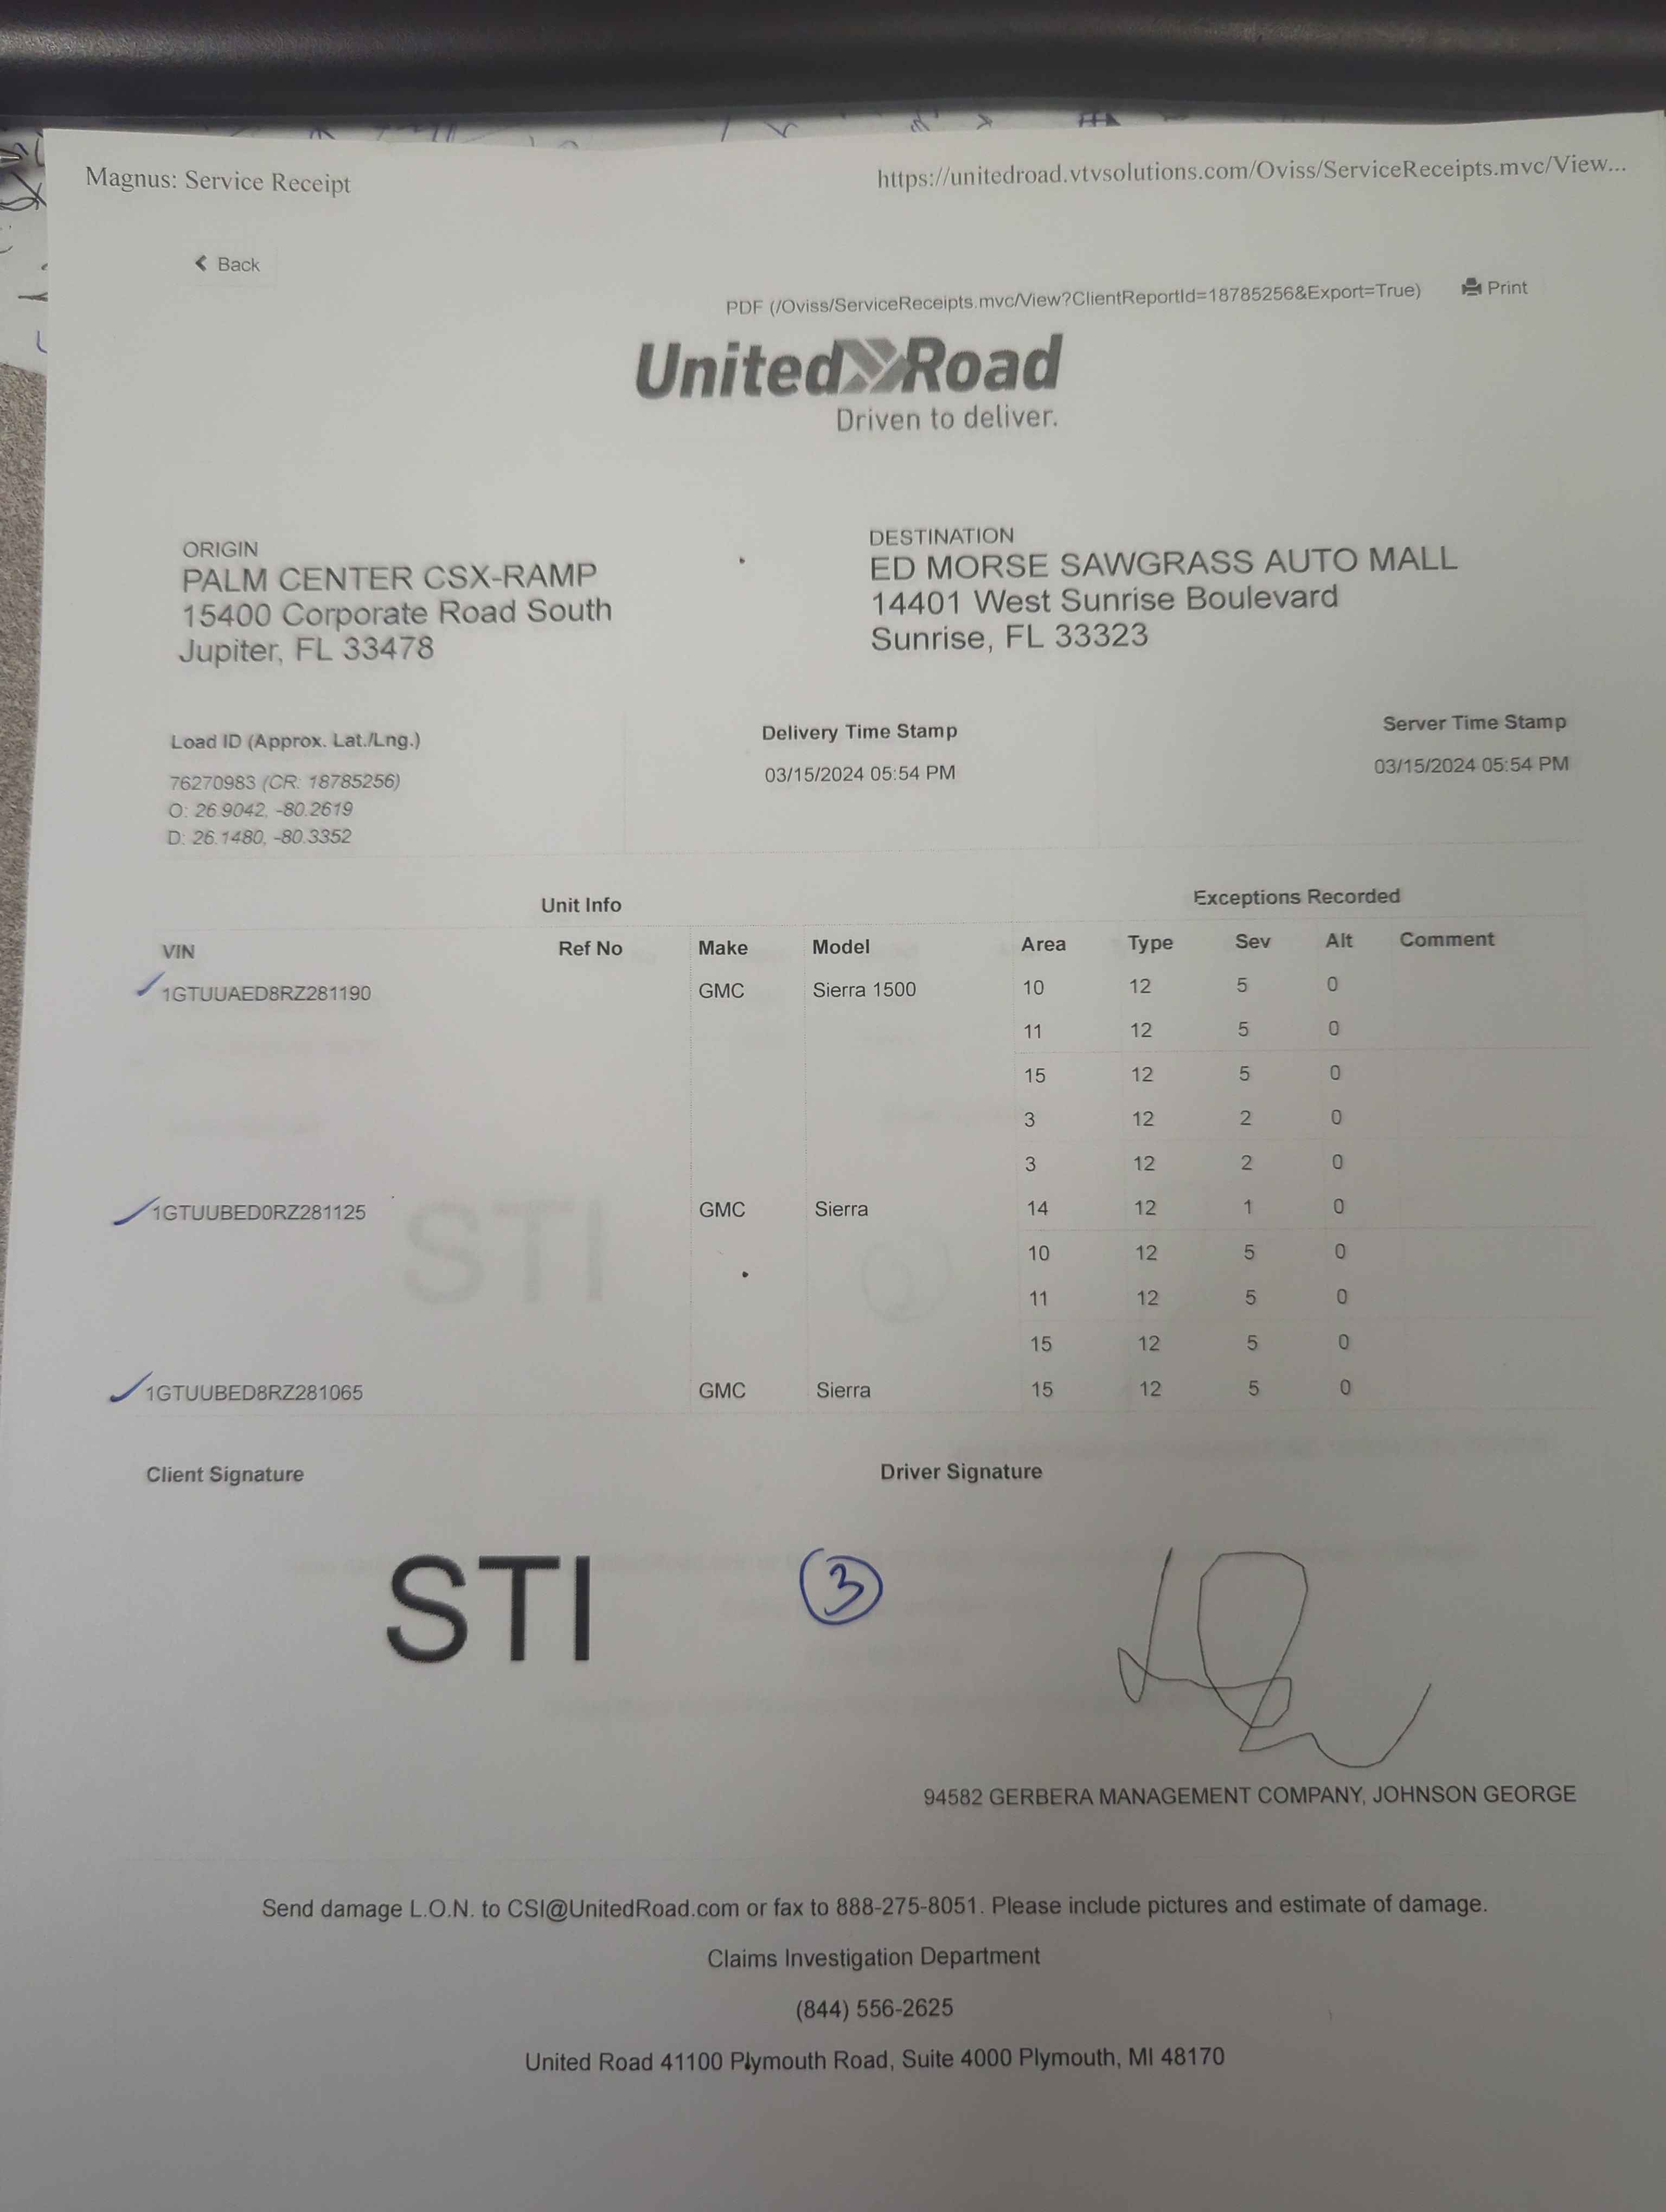 Magnus: Service Receipt
https://unitedroad.vtvsolutions.com/Oviss/ServiceReceipts.mvc/View...
Back
PDF (/Oviss/ServiceReceipts.mvc/View?ClientReportId=18785256&Export=True)
Print
United Road
Driven to deliver.
ORIGIN
PALM CENTER CSX-RAMP
15400 Corporate Road South
Jupiter, FL 33478
DESTINATION
ED MORSE SAWGRASS AUTO MALL
14401 West Sunrise Boulevard
Sunrise, FL 33323
Load ID (Approx. Lat./Lng.)
76270983 (CR: 18785256)
O: 26.9042, -80.2619
D: 26.1480, -80.3352
Delivery Time Stamp
03/15/2024 05:54 PM
Server Time Stamp
03/15/2024 05:54 PM
Unit Info Exceptions Recorded
VIN Ref No Make Model Area Type Sev Alt Comment
1GTUUAED8RZ281190 GMC Sierra 1500 10 12 5 0
11 12 5 0
15 12 5 0
3 12 2 0
3 12 2 0
1GTUUBED0RZ281125 GMC Sierra 14 12 1 0
10 12 5 0
11 12 5 0
15 12 5 0
1GTUUBED8RZ281065 GMC Sierra 15 12 5 0
Client Signature Driver Signature
STI
3
94582 GERBERA MANAGEMENT COMPANY, JOHNSON GEORGE
Send damage L.O.N. to CSI@UnitedRoad.com or fax to 888-275-8051. Please include pictures and estimate of damage.
Claims Investigation Department
(844) 556-2625
United Road 41100 Plymouth Road, Suite 4000 Plymouth, MI 48170